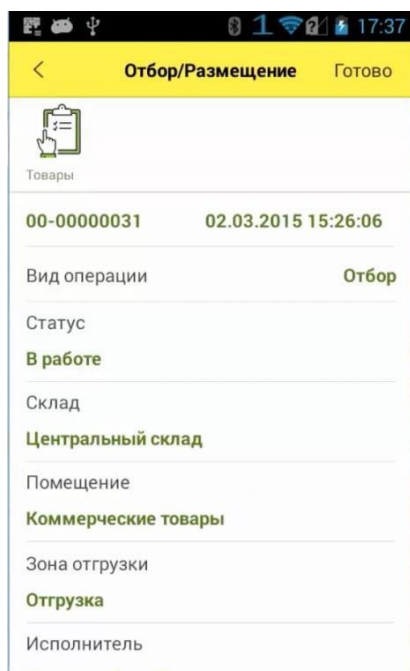 1 17:37
Отбор/Размещение Готово
Товары
00-00000031 02.03.2015 15:26:06
Вид операции Отбор
Статус
В работе
Склад
Центральный склад
Помещение
Коммерческие товары
Зона отгрузки
Отгрузка
Исполнитель